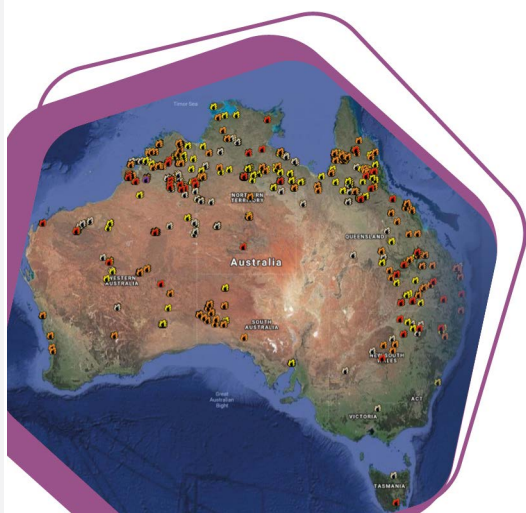 Timor Sea
NORTHERN
TERRITORY
QUEENSLAND
Australia
WESTERN
AUSTRALIA
SOUTH
AUSTRALIA
NEW SOUTH
WALES
Great
Australian
Bight
ACT
VICTORIA
TASMANIA